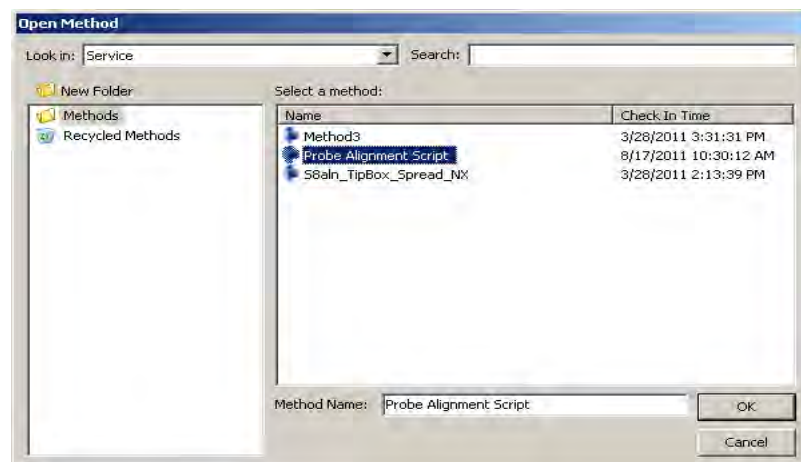 Open Method
Look in: Service Search:
New Folder Select a method:
Methods
Recycled Methods
Name Check In Time
Method3 3/28/2011 3:31:31 PM
Probe Alignment Script 8/17/2011 10:30:12 AM
S8aln_TipBox_Spread_NX 3/28/2011 2:13:39 PM
Method Name: Probe Alignment Script OK
Cancel